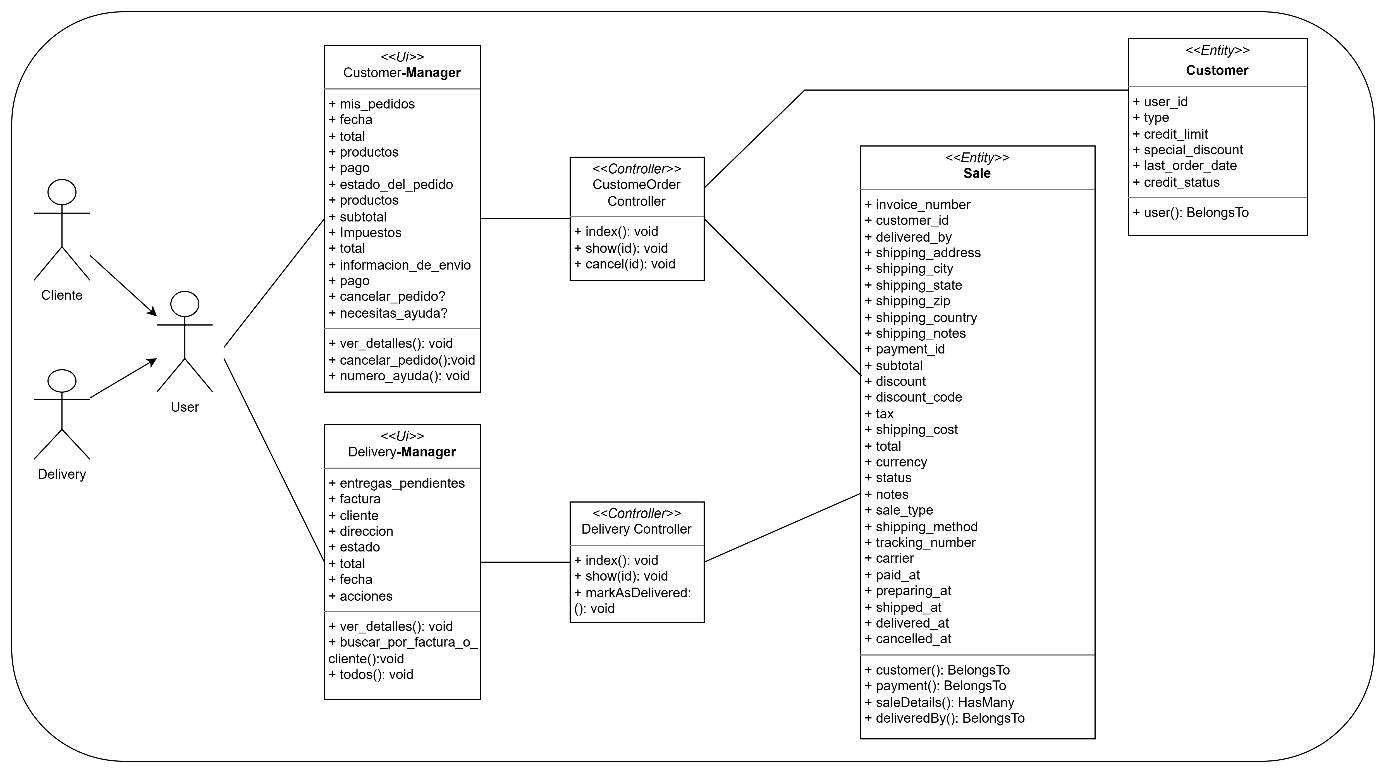 Cliente
Delivery
User
<<Ui>>
Customer-Manager
+ mis_pedidos
+ fecha
+ total
+ productos
+ pago
+ estado_del_pedido
+ productos
+ subtotal
+ Impuestos
+ total
+ informacion_de_envio
+ pago
+ cancelar_pedido?
+ necesitas_ayuda?
+ ver_detalles(): void
+ cancelar_pedido():void
+ numero_ayuda(): void
<<Ui>>
Delivery-Manager
+ entregas_pendientes
+ factura
+ cliente
+ direccion
+ estado
+ total
+ fecha
+ acciones
+ ver_detalles(): void
+ buscar_por_factura_o_
cliente():void
+ todos(): void
<<Controller>>
CustomeOrder
Controller
+ index(): void
+ show(id): void
+ cancel(id): void
<<Controller>>
Delivery Controller
+ index(): void
+ show(id): void
+ markAsDelivered:
(): void
<<Entity>>
Sale
+ invoice_number
+ customer_id
+ delivered_by
+ shipping_address
+ shipping_city
+ shipping_state
+ shipping_zip
+ shipping_country
+ shipping_notes
+ payment_id
+ subtotal
+ discount
+ discount_code
+ tax
+ shipping_cost
+ total
+ currency
+ status
+ notes
+ sale_type
+ shipping_method
+ tracking_number
+ carrier
+ paid_at
+ preparing_at
+ shipped_at
+ delivered_at
+ cancelled_at
+ customer(): BelongsTo
+ payment(): BelongsTo
+ saleDetails(): HasMany
+ deliveredBy(): BelongsTo
<<Entity>>
Customer
+ user_id
+ type
+ credit_limit
+ special_discount
+ last_order_date
+ credit_status
+ user(): BelongsTo